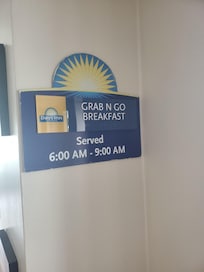 GRAB N GO
BREAKFAST
Days Inn
Served
6:00 AM - 9:00 AM